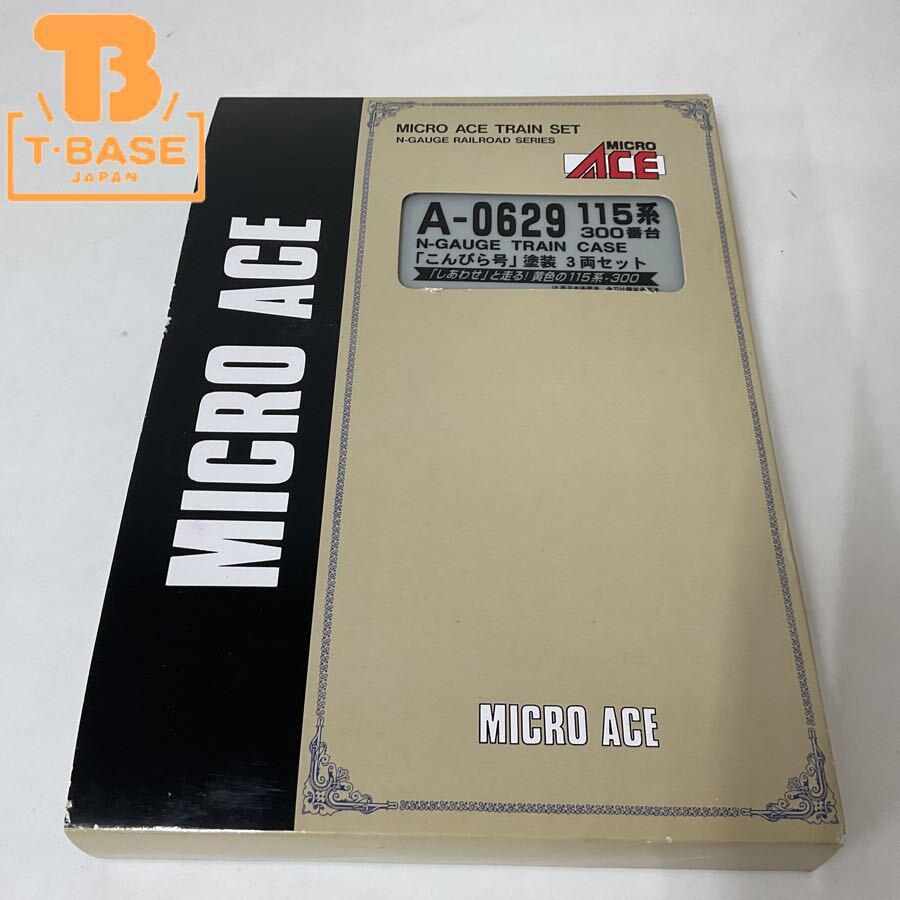 T·BASE
JAPAN
MICRO ACE
MICRO ACE TRAIN SET
N-GAUGE RAILROAD SERIES
MICRO
ACE
A-0629 115系
300番台
N-GAUGE TRAIN CASE
「こんぴら号」塗装 3両セット
「しあわせ」と走る! 黄色の115系-300
MICRO ACE